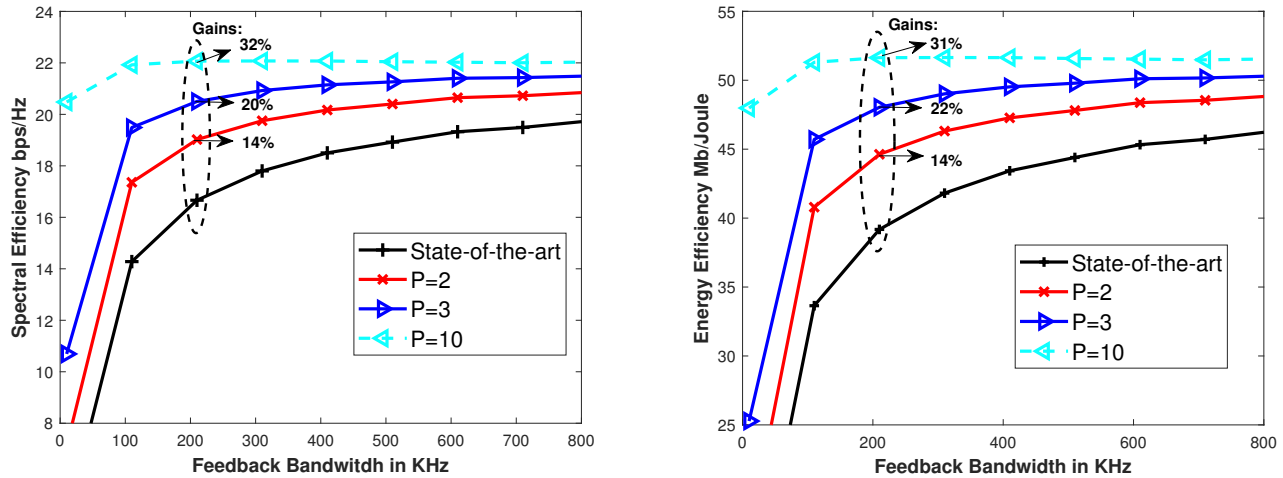 Gains:
32%
20%
14%
24
22
20
18
16
14
12
10
8
Spectral Efficiency bps/Hz
State-of-the-art
P=2
P=3
P=10
0
100
200
300
400
500
600
700
800
Feedback Bandwitdh in KHz
Gains:
31%
22%
14%
55
50
45
40
35
30
25
Energy Efficiency Mb/Joule
State-of-the-art
P=2
P=3
P=10
0
200
400
600
800
Feedback Bandwidth in KHz